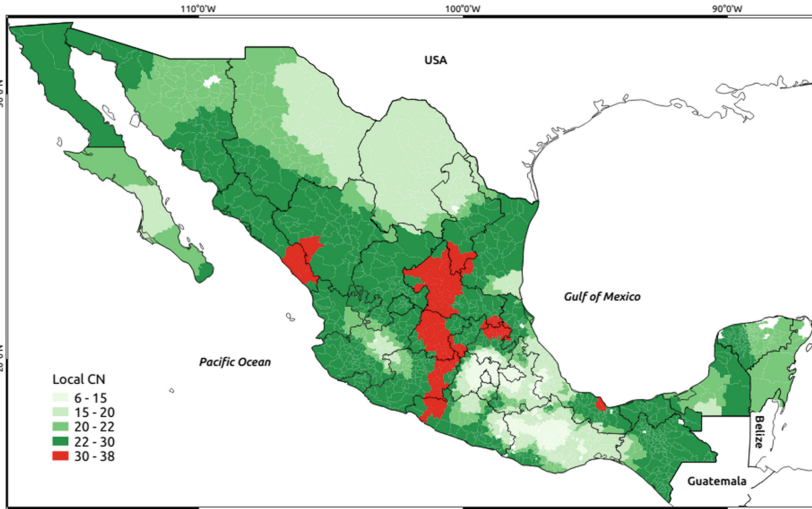 110°0'W 100°0'W 90°0'W
USA
Gulf of Mexico
Pacific Ocean
Local CN
6 - 15
15 - 20
20 - 22
22 - 30
30 - 38
Belize
Guatemala